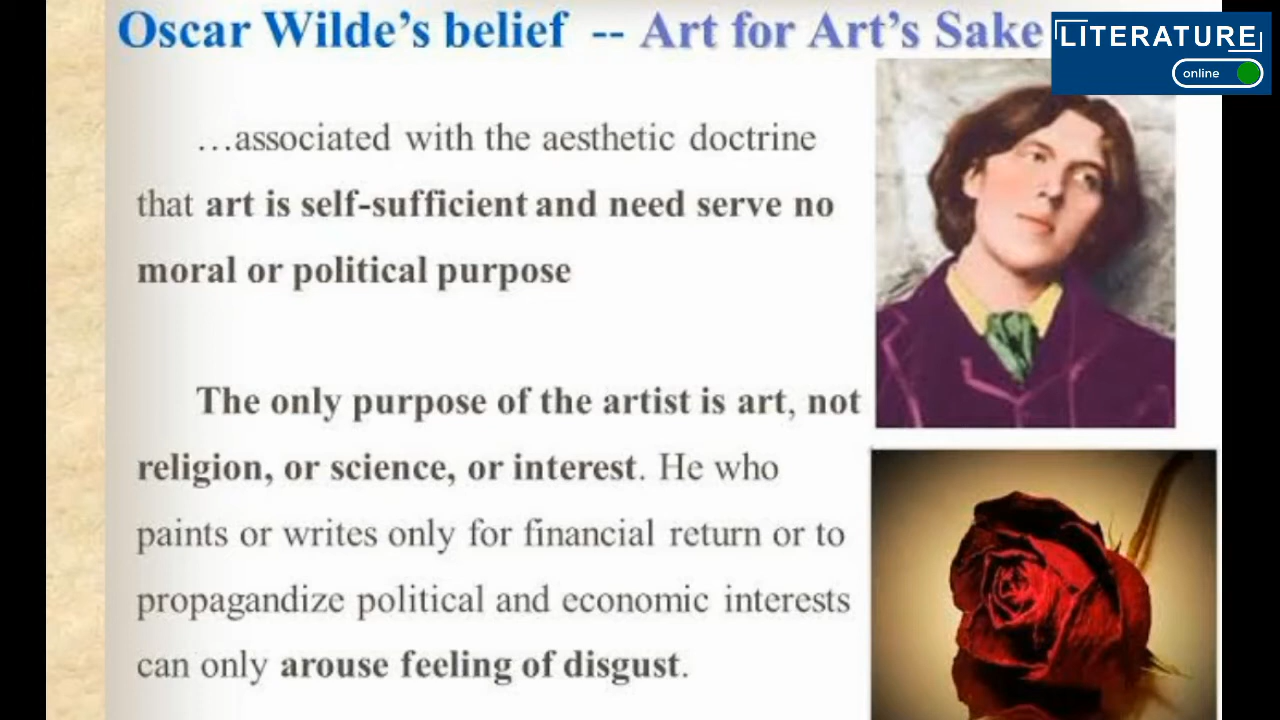 Oscar Wilde's belief -- Art for Art's Sake
LITERATURE
online
…associated with the aesthetic doctrine
that art is self-sufficient and need serve no
moral or political purpose
The only purpose of the artist is art, not
religion, or science, or interest. He who
paints or writes only for financial return or to
propagandize political and economic interests
can only arouse feeling of disgust.